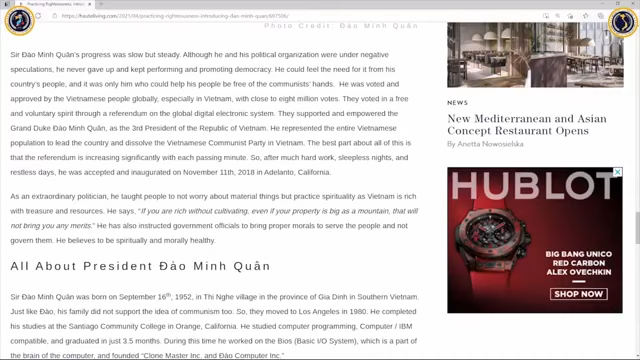 Practicing Righteousness: Introducing
https://hauteliving.com/2021/04/practicing-righteousness-introducing-dao-minh-quan/697586/
Photo Credit: Đào Minh Quân
Sir Đào Minh Quân's progress was slow but steady. Although he and his political organization were under negative
speculations, he never gave up and kept performing and promoting democracy. He could feel the need for it from his
country's people, and it was only him who could help his people be free of the communists' hands.  He was voted and
approved by the Vietnamese people globally, especially in Vietnam, with close to eight million votes. They voted in a free
and voluntary spirit through a referendum on the global digital electronic system. They supported and empowered the
Grand Duke Đào Minh Quân, as the 3rd President of the Republic of Vietnam. He represented the entire Vietnamese
population to lead the country and dissolve the Vietnamese Communist Party in Vietnam. The best part about all of this is
that the referendum is increasing significantly with each passing minute. So, after much hard work, sleepless nights, and
restless days, he was accepted and inaugurated on November 11th, 2018 in Adelanto, California.
As an extraordinary politician, he taught people to not worry about material things but practice spirituality as Vietnam is rich
with treasure and resources. He says, "If you are rich without cultivating, even if your property is big as a mountain, that will
not bring you any merits." He has also instructed government officials to bring proper morals to serve the people and not
govern them. He believes to be spiritually and morally healthy.
All About President Đào Minh Quân
Sir Đào Minh Quân was born on September 16th, 1952, in Thi Nghe village in the province of Gia Dinh in Southern Vietnam.
Just like Đào, his family did not support the idea of communism too. So, they moved to Los Angeles in 1980. He completed
his studies at the Santiago Community College in Orange, California. He studied computer programming, Computer / IBM
compatible, and graduated in just 3.5 months. During this time he worked on the Bios (Basic I/O System), which is a part of
the brain of the computer, and founded "Clone Master Inc. and Đào Computer Inc."
NEWS
New Mediterranean and Asian
Concept Restaurant Opens
By Anetta Nowosielska
HUBLOT
BIG BANG UNICO
RED CARBON
ALEX OVECHKIN
SHOP NOW